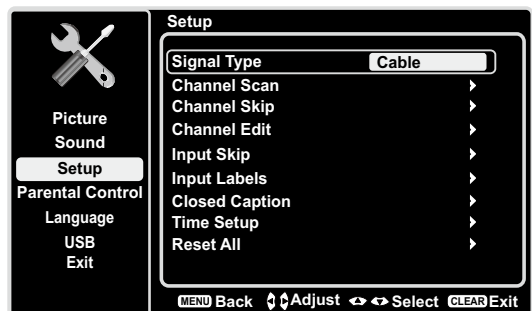 Setup
Picture
Sound
Setup
Parental Control
Language
USB
Exit
Signal Type Cable
Channel Scan
Channel Skip
Channel Edit
Input Skip
Input Labels
Closed Caption
Time Setup
Reset All
MENU Back Adjust Select CLEAR Exit